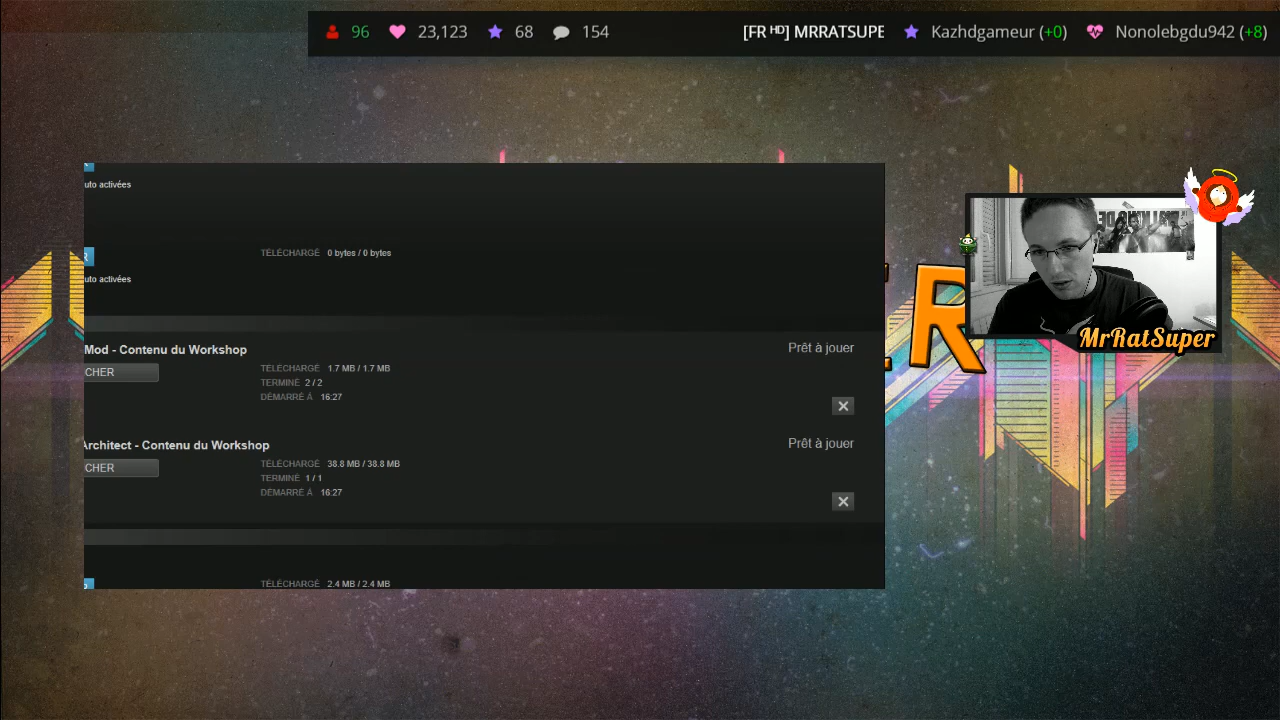 96 23,123 68 154 [FR HD] MRRATSUPE Kazhdgameur (+0) Nonolebgdu942 (+8)
uto activées
R TÉLÉCHARGÉ 0 bytes / 0 bytes
uto activées
Mod - Contenu du Workshop Prêt à jouer
CHER TÉLÉCHARGÉ 1.7 MB / 1.7 MB
TERMINÉ 2 / 2
DÉMARRÉ À 16:27
Architect - Contenu du Workshop Prêt à jouer
CHER TÉLÉCHARGÉ 38.8 MB / 38.8 MB
TERMINÉ 1 / 1
DÉMARRÉ À 16:27
TÉLÉCHARGÉ 2.4 MB / 2.4 MB
R
MrRatSuper